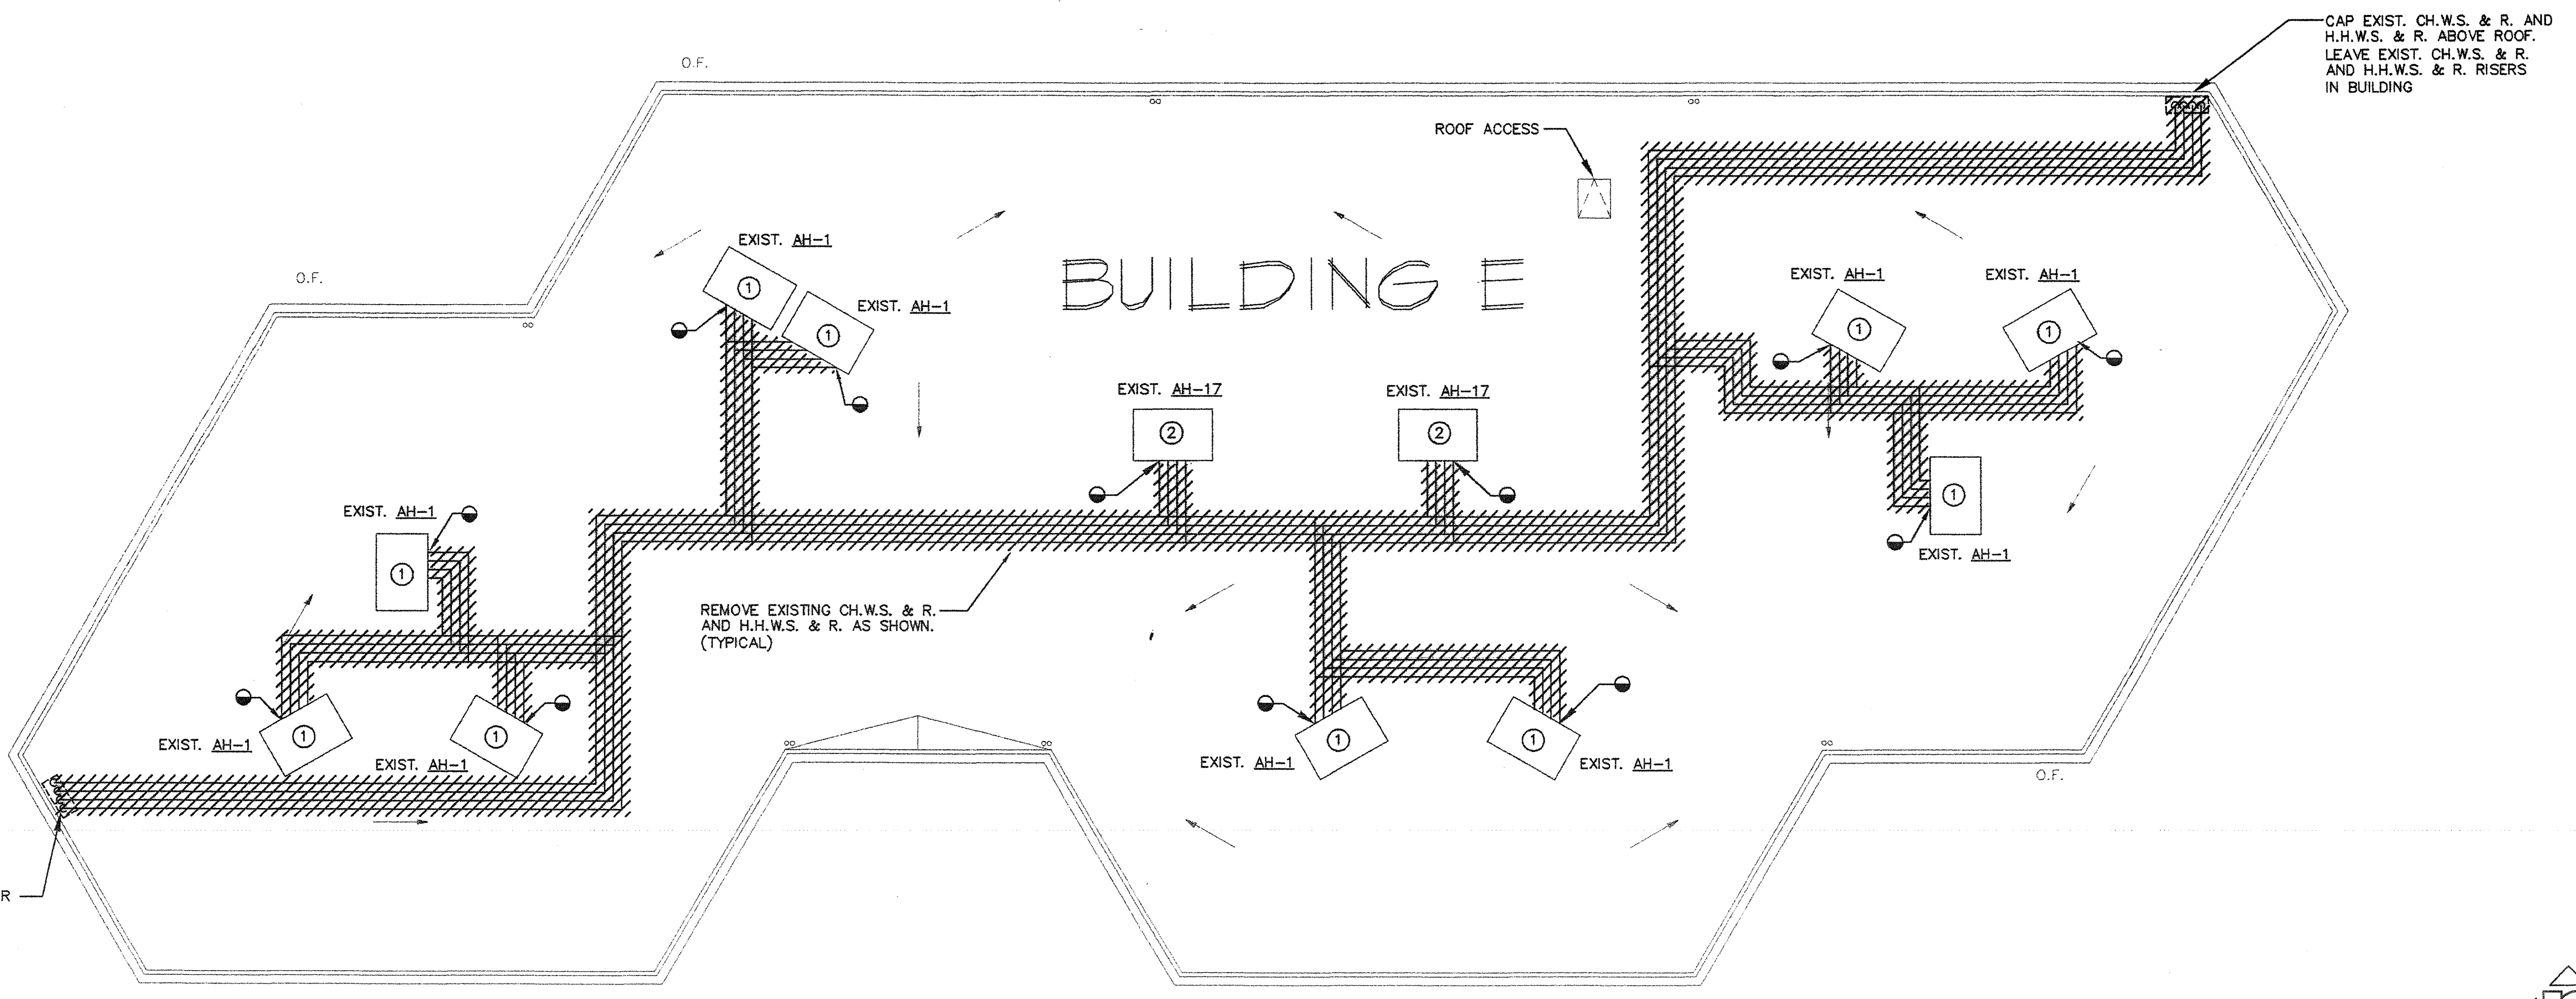 CAP EXIST. CH.W.S. & R. AND
H.H.W.S. & R. ABOVE ROOF.
LEAVE EXIST. CH.W.S. & R.
AND H.H.W.S. & R. RISERS
IN BUILDING
O.F.
ROOF ACCESS
O.F.
EXIST. AH-1
1
EXIST. AH-1
1
BUILDING E
EXIST. AH-1
1
EXIST. AH-1
1
EXIST. AH-17
2
EXIST. AH-17
2
EXIST. AH-1
1
1
EXIST. AH-1
REMOVE EXISTING CH.W.S. & R.
AND H.H.W.S. & R. AS SHOWN.
(TYPICAL)
1
EXIST. AH-1
1
EXIST. AH-1
1
EXIST. AH-1
1
EXIST. AH-1
O.F.
R